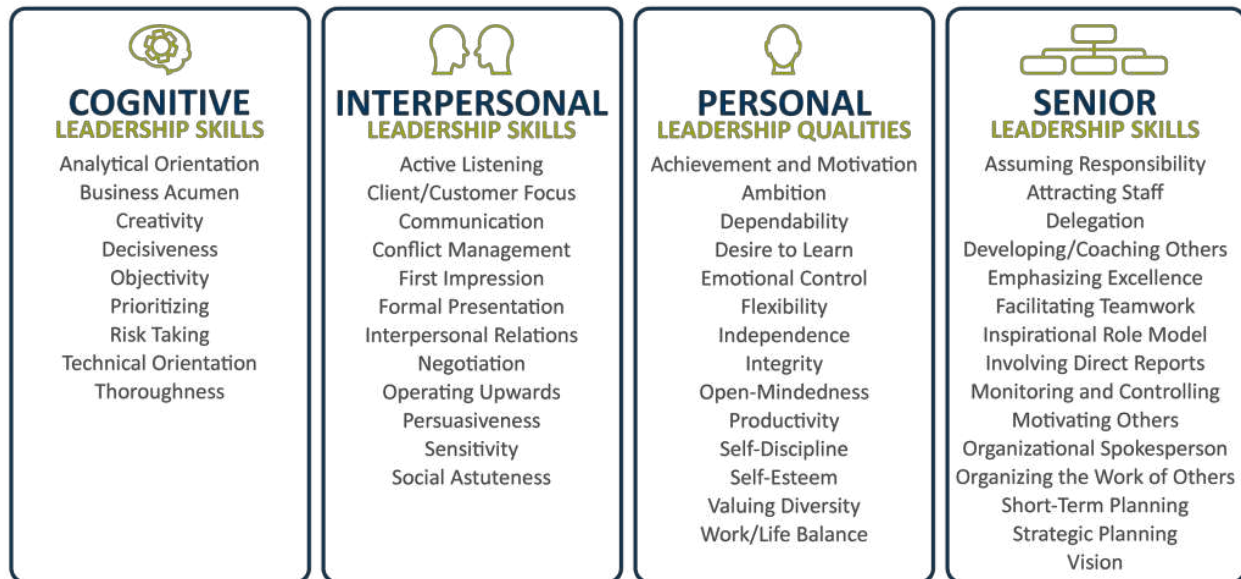 COGNITIVE
LEADERSHIP SKILLS
Analytical Orientation
Business Acumen
Creativity
Decisiveness
Objectivity
Prioritizing
Risk Taking
Technical Orientation
Thoroughness
INTERPERSONAL
LEADERSHIP SKILLS
Active Listening
Client/Customer Focus
Communication
Conflict Management
First Impression
Formal Presentation
Interpersonal Relations
Negotiation
Operating Upwards
Persuasiveness
Sensitivity
Social Astuteness
PERSONAL
LEADERSHIP QUALITIES
Achievement and Motivation
Ambition
Dependability
Desire to Learn
Emotional Control
Flexibility
Independence
Integrity
Open-Mindedness
Productivity
Self-Discipline
Self-Esteem
Valuing Diversity
Work/Life Balance
SENIOR
LEADERSHIP SKILLS
Assuming Responsibility
Attracting Staff
Delegation
Developing/Coaching Others
Emphasizing Excellence
Facilitating Teamwork
Inspirational Role Model
Involving Direct Reports
Monitoring and Controlling
Motivating Others
Organizational Spokesperson
Organizing the Work of Others
Short-Term Planning
Strategic Planning
Vision